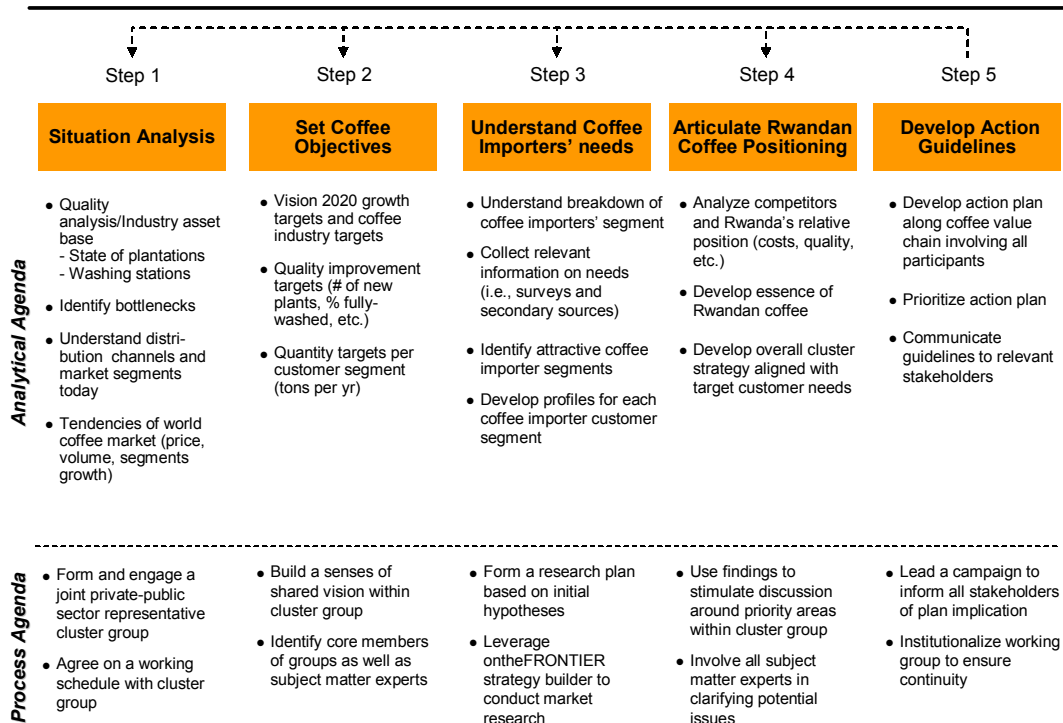 Step 1
Step 2
Step 3
Step 4
Step 5
Situation Analysis
Set Coffee
Objectives
Understand Coffee
Importers' needs
Articulate Rwandan
Coffee Positioning
Develop Action
Guidelines
Analytical Agenda
● Quality
analysis/Industry asset
base
- State of plantations
- Washing stations
● Identify bottlenecks
● Understand distri-
bution channels and
market segments
today
● Tendencies of world
coffee market (price,
volume, segments
growth)
● Vision 2020 growth
targets and coffee
industry targets
● Quality improvement
targets (# of new
plants, % fully-
washed, etc.)
● Quantity targets per
customer segment
(tons per yr)
● Understand breakdown of
coffee importers' segment
● Collect relevant
information on needs
(i.e., surveys and
secondary sources)
● Identify attractive coffee
importer segments
● Develop profiles for each
coffee importer customer
segment
● Analyze competitors
and Rwanda's relative
position (costs, quality,
etc.)
● Develop essence of
Rwandan coffee
● Develop overall cluster
strategy aligned with
target customer needs
● Develop action plan
along coffee value
chain involving all
participants
● Prioritize action plan
● Communicate
guidelines to relevant
stakeholders
Process Agenda
● Form and engage a
joint private-public
sector representative
cluster group
● Agree on a working
schedule with cluster
group
● Build a senses of
shared vision within
cluster group
● Identify core members
of groups as well as
subject matter experts
● Form a research plan
based on initial
hypotheses
● Leverage
ontheFRONTIER
strategy builder to
conduct market
research
● Use findings to
stimulate discussion
around priority areas
within cluster group
● Involve all subject
matter experts in
clarifying potential
issues
● Lead a campaign to
inform all stakeholders
of plan implication
● Institutionalize working
group to ensure
continuity